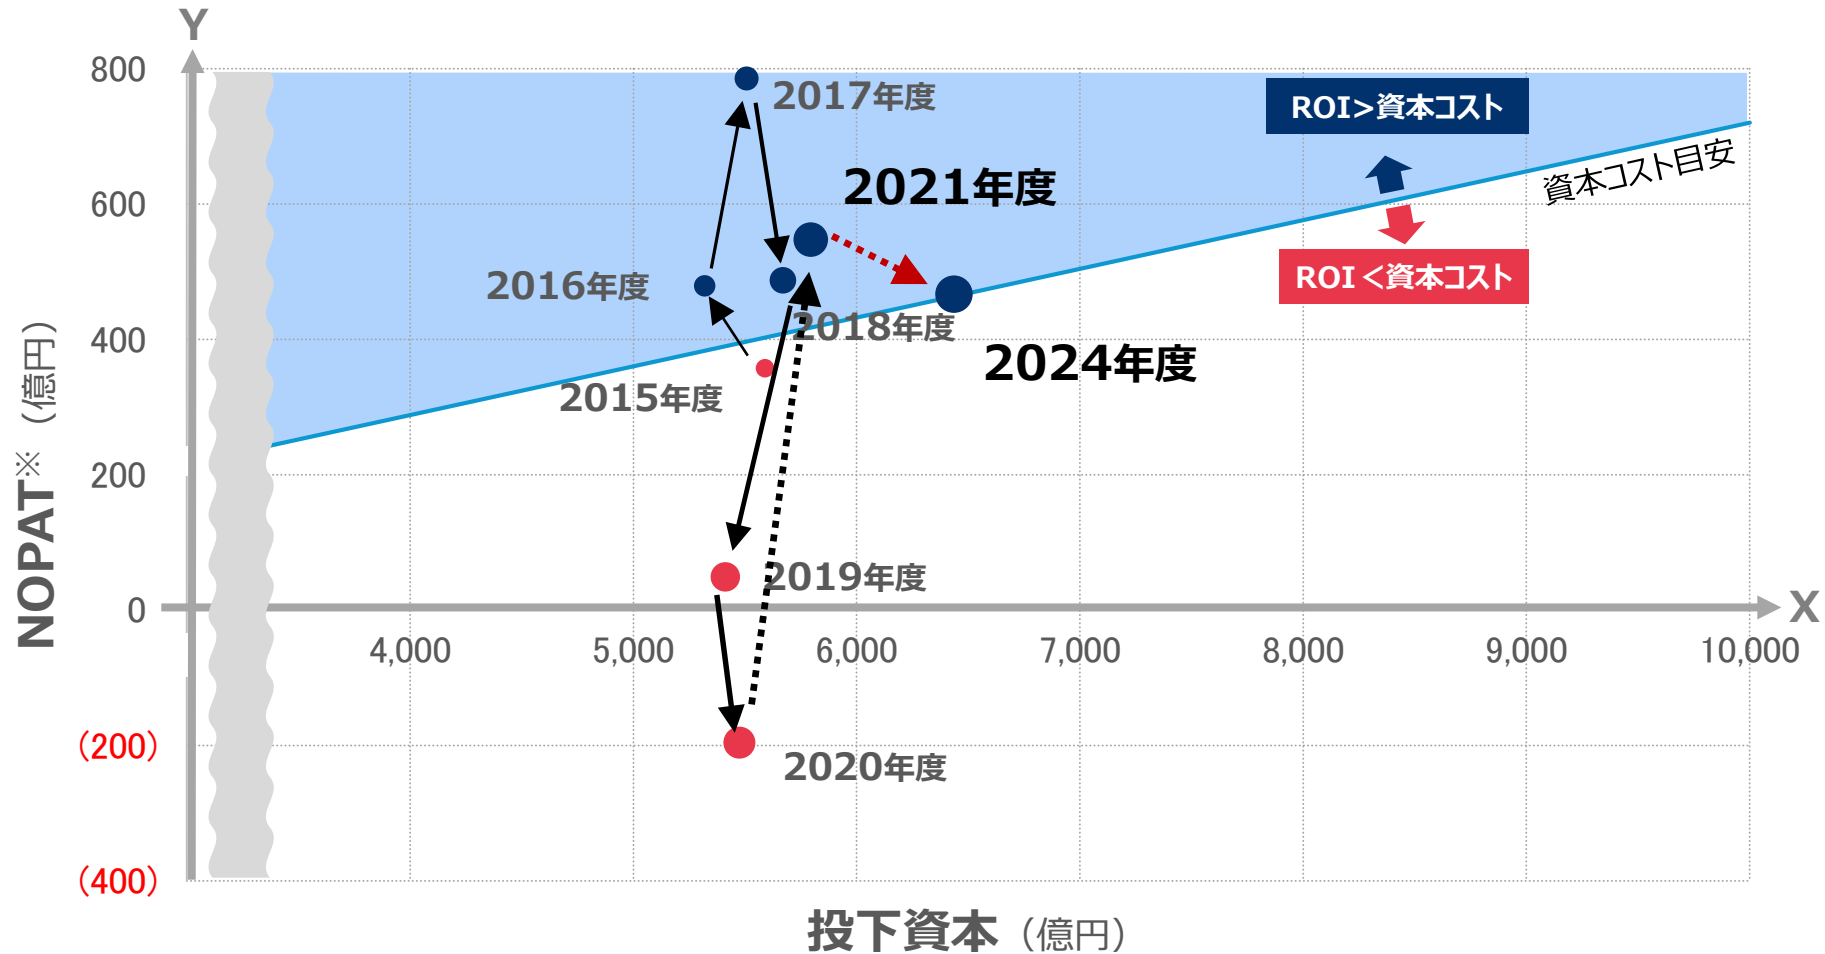 Y
800
2017年度
ROI>資本コスト
資本コスト目安
600
2021年度
2016年度
ROI<資本コスト
400
2018年度
2024年度
2015年度
200
NOPAT※（億円）
2019年度
0
X
4,000
5,000
6,000
7,000
8,000
9,000
10,000
(200)
2020年度
(400)
投下資本（億円）